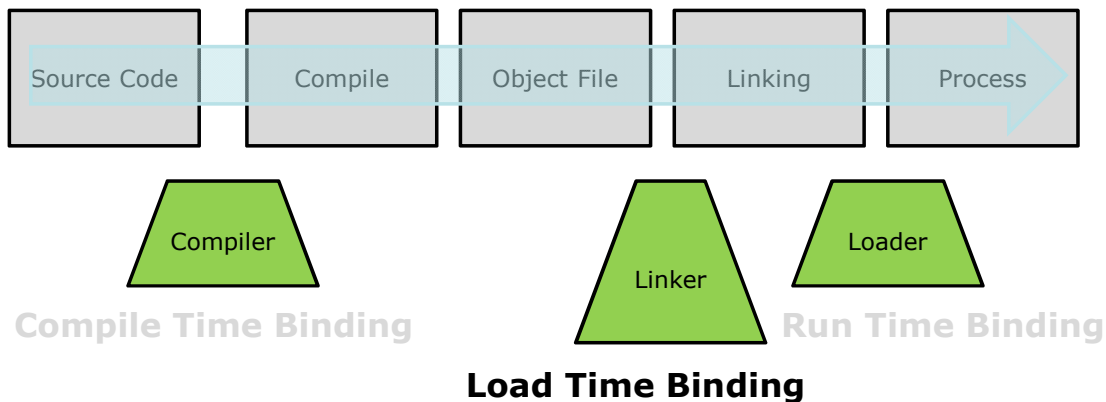 Source Code
Compile
Object File
Linking
Process
Compiler
Linker
Loader
Compile Time Binding
Run Time Binding
Load Time Binding